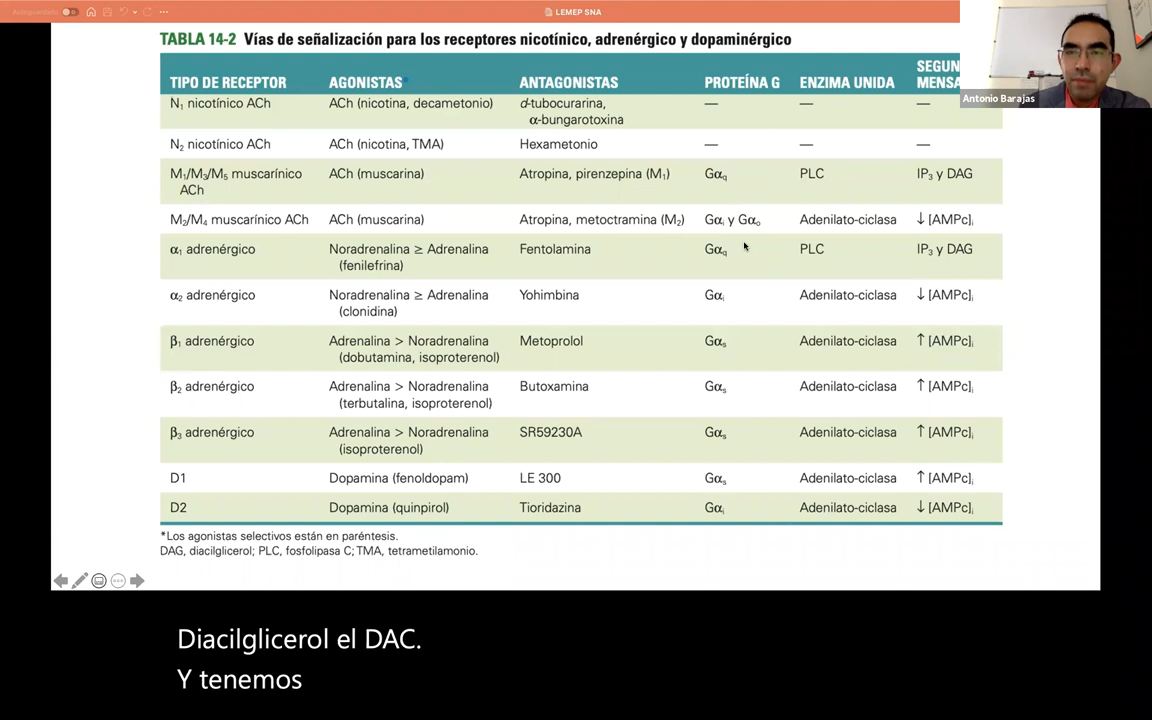 Autoguardado
LEMEP SNA
TABLA 14-2 Vías de señalización para los receptores nicotínico, adrenérgico y dopaminérgico
TIPO DE RECEPTOR AGONISTAS* ANTAGONISTAS PROTEÍNA G ENZIMA UNIDA SEGUN MENSA
Antonio Barajas
N₁ nicotínico ACh ACh (nicotina, decametonio) d-tubocurarina, — — —
α-bungarotoxina
N₂ nicotínico ACh ACh (nicotina, TMA) Hexametonio — — —
M₁/M₃/M₅ muscarínico ACh (muscarina) Atropina, pirenzepina (M₁) Gαq PLC IP₃ y DAG
ACh
M₂/M₄ muscarínico ACh ACh (muscarina) Atropina, metoctramina (M₂) Gαi y Gαo Adenilato-ciclasa ↓ [AMPc]i
α₁ adrenérgico Noradrenalina ≥ Adrenalina Fentolamina Gαq PLC IP₃ y DAG
(fenilefrina)
α₂ adrenérgico Noradrenalina ≥ Adrenalina Yohimbina Gαi Adenilato-ciclasa ↓ [AMPc]i
(clonidina)
β₁ adrenérgico Adrenalina > Noradrenalina Metoprolol Gαs Adenilato-ciclasa ↑ [AMPc]i
(dobutamina, isoproterenol)
β₂ adrenérgico Adrenalina > Noradrenalina Butoxamina Gαs Adenilato-ciclasa ↑ [AMPc]i
(terbutalina, isoproterenol)
β₃ adrenérgico Adrenalina > Noradrenalina SR59230A Gαs Adenilato-ciclasa ↑ [AMPc]i
(isoproterenol)
D1 Dopamina (fenoldopam) LE 300 Gαs Adenilato-ciclasa ↑ [AMPc]i
D2 Dopamina (quinpirol) Tioridazina Gαi Adenilato-ciclasa ↓ [AMPc]i
*Los agonistas selectivos están en paréntesis.
DAG, diacilglicerol; PLC, fosfolipasa C; TMA, tetrametilamonio.
Diacilglicerol el DAC.
Y tenemos